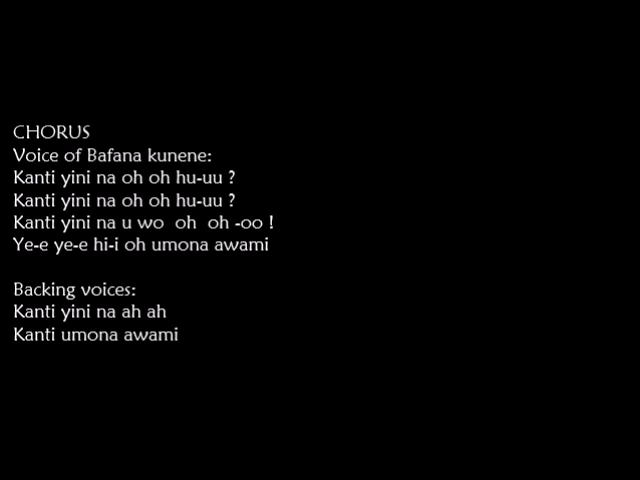 CHORUS
Voice of Bafana kunene:
Kanti yini na oh oh hu-uu ?
Kanti yini na oh oh hu-uu ?
Kanti yini na u wo  oh  oh -oo !
Ye-e ye-e hi-i oh umona awami
Backing voices:
Kanti yini na ah ah
Kanti umona awami